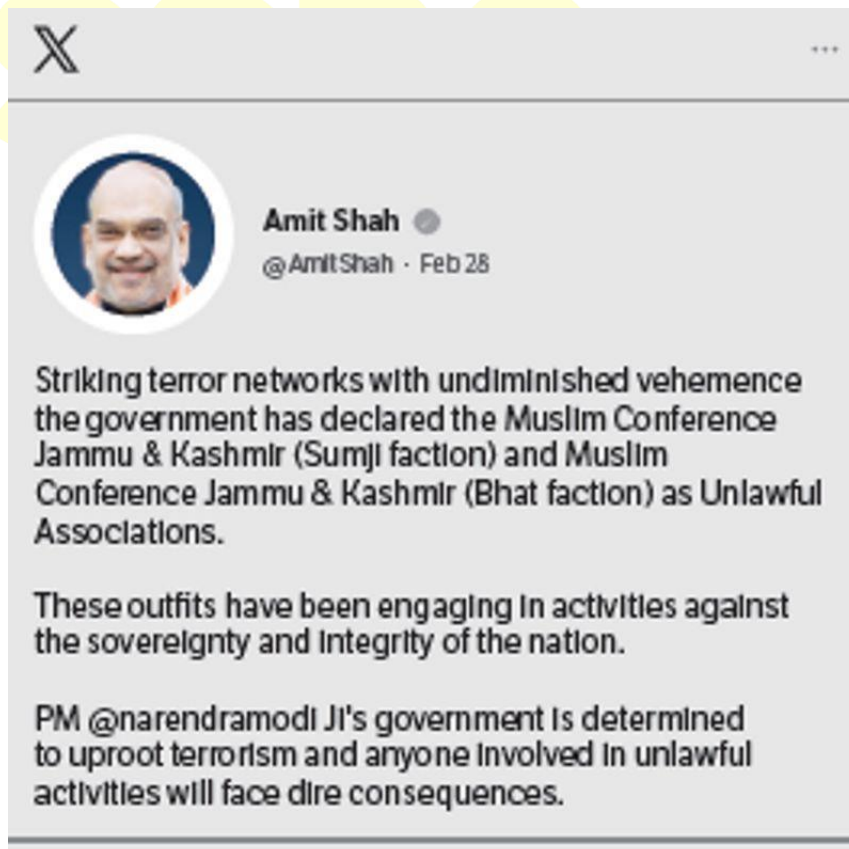 X
...
Amit Shah
@AmitShah · Feb 28
Striking terror networks with undiminished vehemence
the government has declared the Muslim Conference
Jammu & Kashmir (Sumji faction) and Muslim
Conference Jammu & Kashmir (Bhat faction) as Unlawful
Associations.
These outfits have been engaging in activities against
the sovereignty and integrity of the nation.
PM @narendramodi Ji's government is determined
to uproot terrorism and anyone involved in unlawful
activities will face dire consequences.